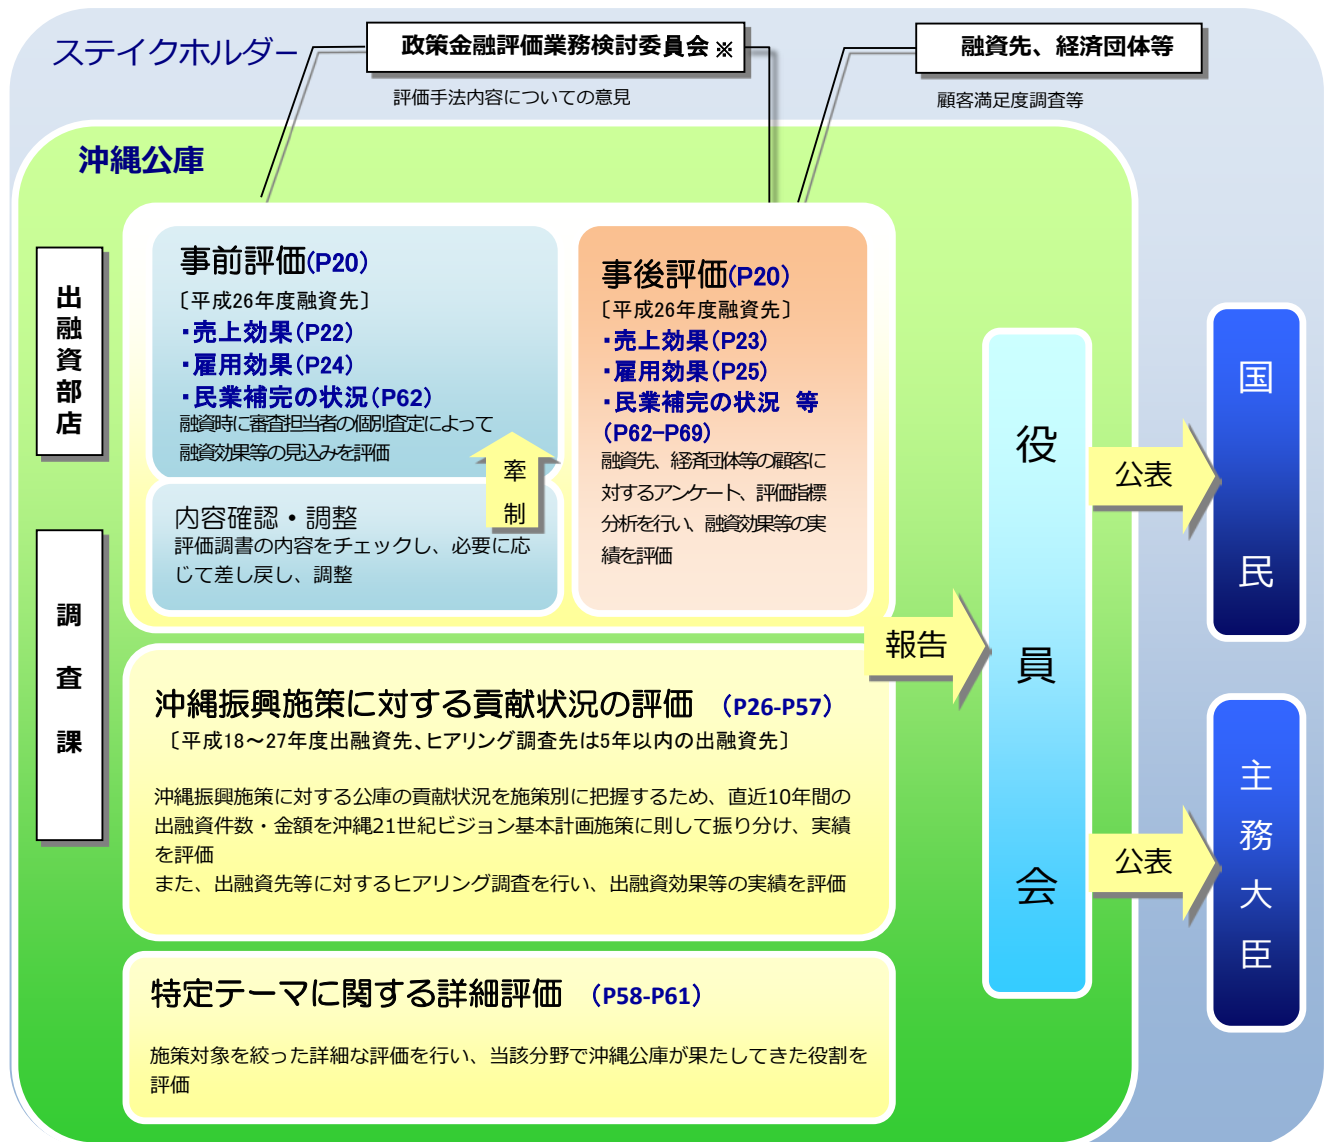 ステイクホルダー
政策金融評価業務検討委員会 ※
評価手法内容についての意見
融資先、経済団体等
顧客満足度調査等
沖縄公庫
出融資部店
調査課
事前評価(P20)
〔平成26年度融資先〕
・売上効果(P22)
・雇用効果(P24)
・民業補完の状況(P62)
融資時に審査担当者の個別査定によって
融資効果等の見込みを評価
牽制
内容確認・調整
評価調書の内容をチェックし、必要に応
じて差し戻し、調整
事後評価(P20)
〔平成26年度融資先〕
・売上効果(P23)
・雇用効果(P25)
・民業補完の状況 等
(P62-P69)
融資先、経済団体等の顧客に
対するアンケート、評価指標
分析を行い、融資効果等の実
績を評価
報告
沖縄振興施策に対する貢献状況の評価 （P26-P57）
〔平成18～27年度出融資先、ヒアリング調査先は5年以内の出融資先〕
沖縄振興施策に対する公庫の貢献状況を施策別に把握するため、直近10年間の
出融資件数・金額を沖縄21世紀ビジョン基本計画施策に則して振り分け、実績
を評価
また、出融資先等に対するヒアリング調査を行い、出融資効果等の実績を評価
特定テーマに関する詳細評価 （P58-P61）
施策対象を絞った詳細な評価を行い、当該分野で沖縄公庫が果たしてきた役割を
評価
役員会
公表
国民
公表
主務大臣